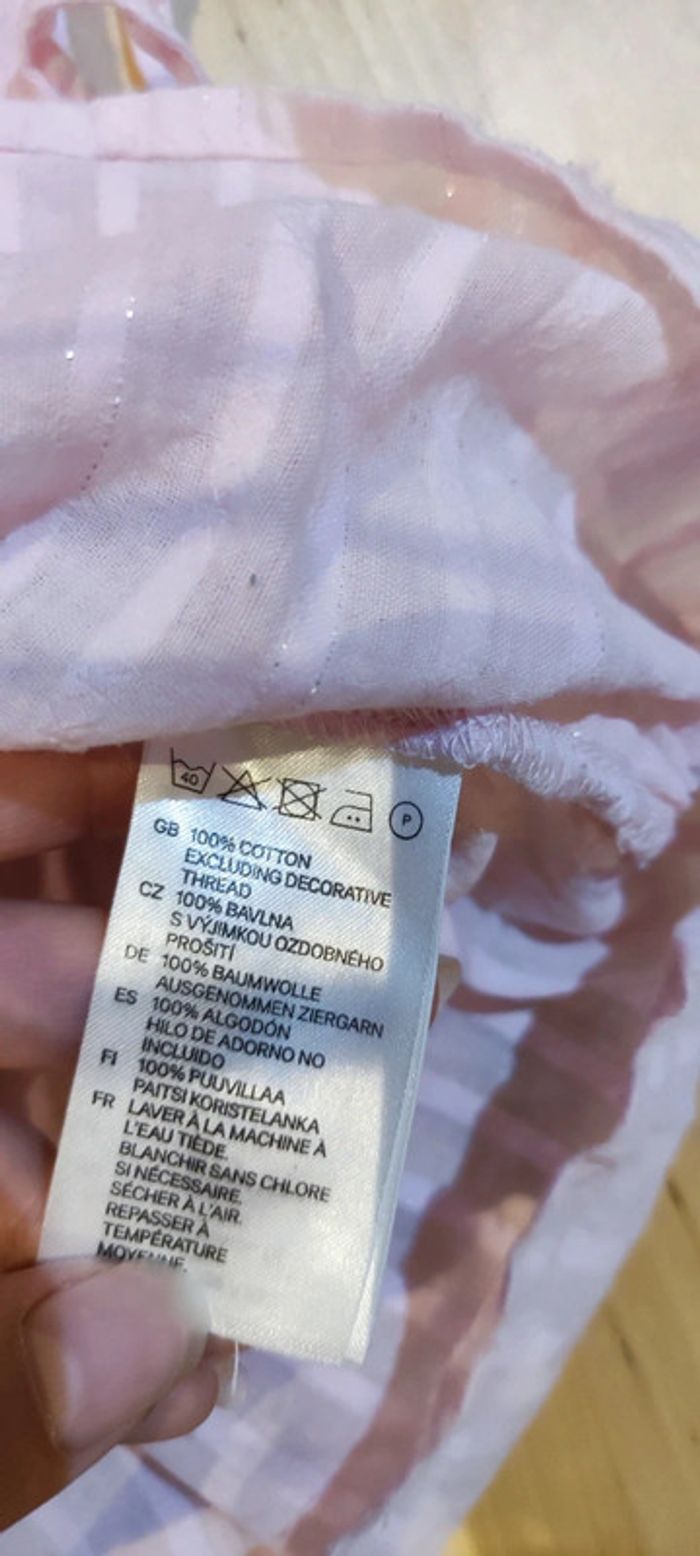 40
P
GB 100% COTTON
EXCLUDING DECORATIVE
THREAD
CZ 100% BAVLNA
S VÝJIMKOU OZDOBNÉHO
PROŠITÍ
DE 100% BAUMWOLLE
AUSGENOMMEN ZIERGARN
ES 100% ALGODÓN
HILO DE ADORNO NO
INCLUIDO
FI 100% PUUVILLAA
PAITSI KORISTELANKA
FR LAVER À LA MACHINE À
L'EAU TIÈDE.
BLANCHIR SANS CHLORE
SI NÉCESSAIRE.
SÉCHER À L'AIR.
REPASSER À
TEMPÉRATURE
MOYENNE.